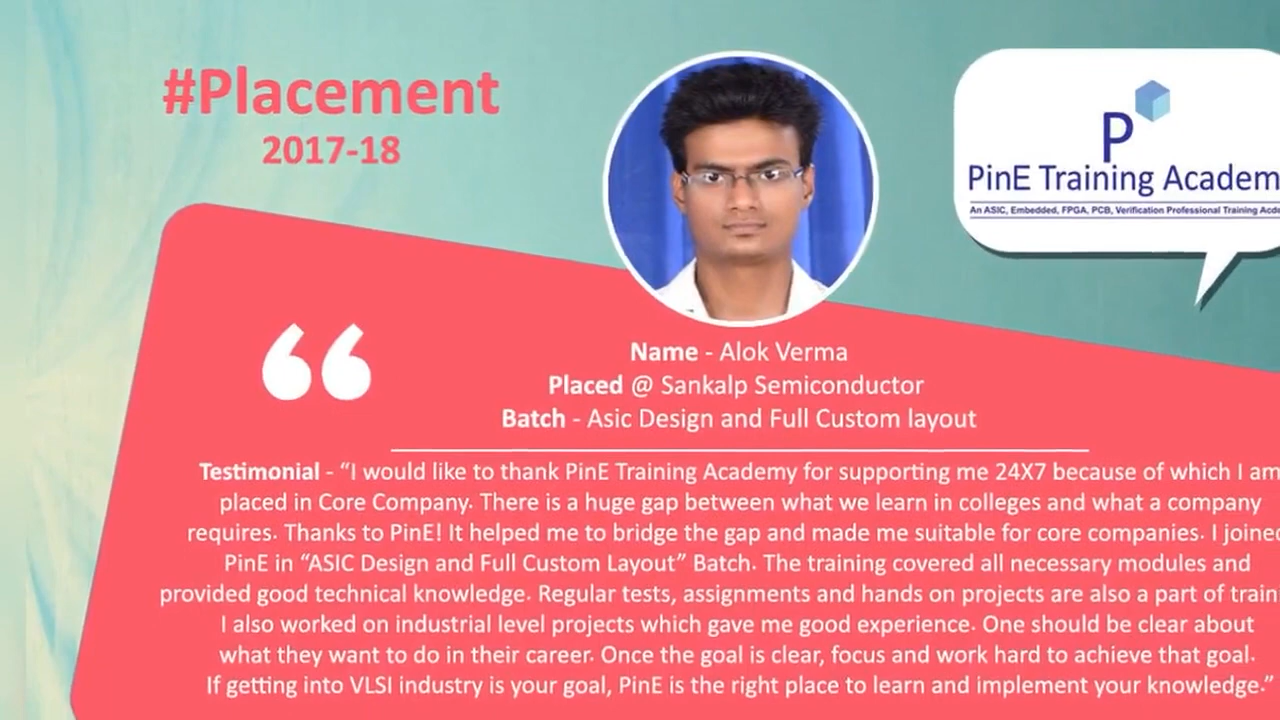 #Placement
2017-18
P
PinE Training Academ
An ASIC, Embedded, FPGA, PCB, Verification Professional Training Acade
Name - Alok Verma
Placed @ Sankalp Semiconductor
Batch - Asic Design and Full Custom layout
Testimonial - “I would like to thank PinE Training Academy for supporting me 24X7 because of which I am
placed in Core Company. There is a huge gap between what we learn in colleges and what a company
requires. Thanks to PinE! It helped me to bridge the gap and made me suitable for core companies. I joined
PinE in “ASIC Design and Full Custom Layout” Batch. The training covered all necessary modules and
provided good technical knowledge. Regular tests, assignments and hands on projects are also a part of traini
I also worked on industrial level projects which gave me good experience. One should be clear about
what they want to do in their career. Once the goal is clear, focus and work hard to achieve that goal.
If getting into VLSI industry is your goal, PinE is the right place to learn and implement your knowledge.”